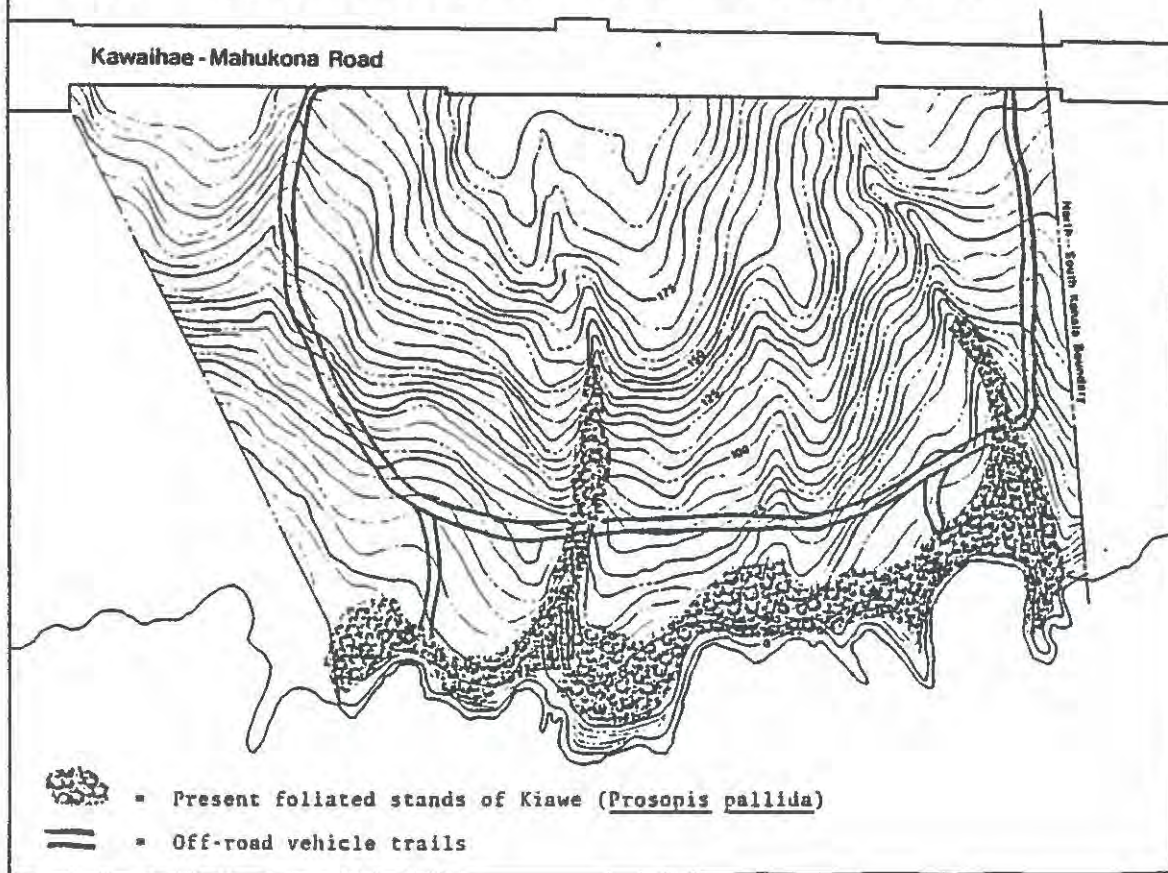 Kawaihae - Mahukona Road
North - South Kohala Boundary
175
150
125
100
= Present foliated stands of Kiawe (Prosopis pallida)
= Off-road vehicle trails